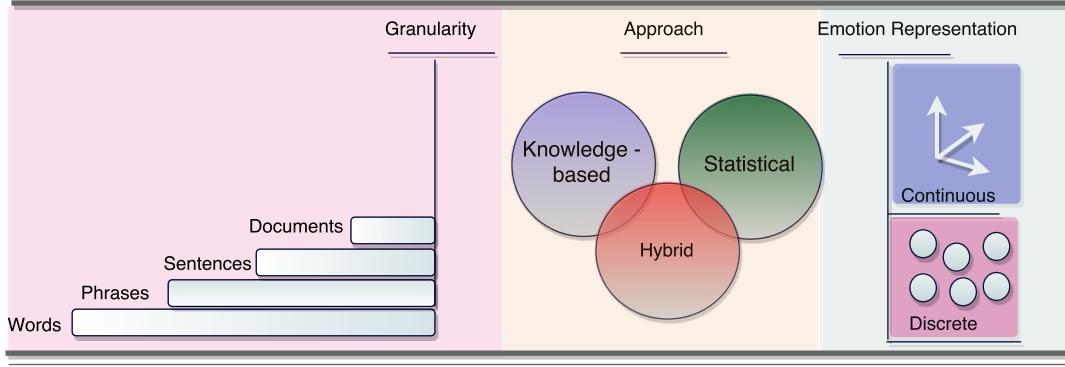 Granularity
Documents
Sentences
Phrases
Words
Approach
Knowledge -
based
Statistical
Hybrid
Emotion Representation
Continuous
Discrete